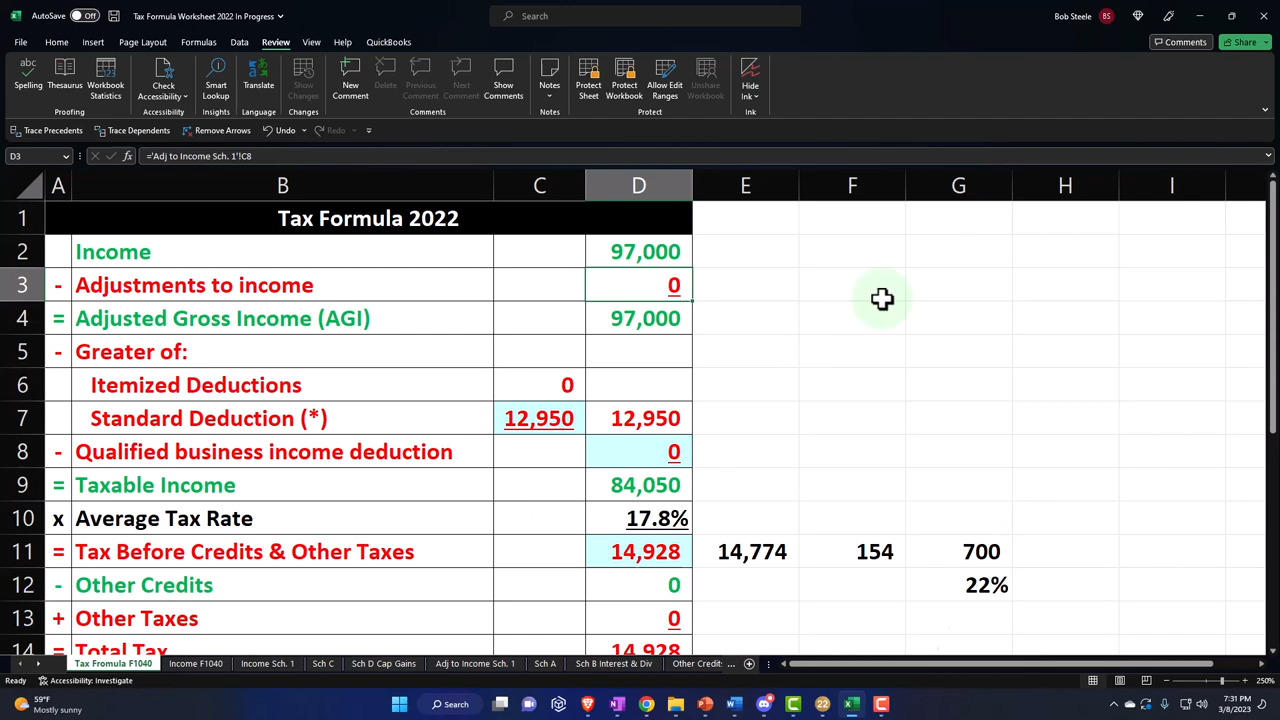 AutoSave Off Tax Formula Worksheet 2022 In Progress Search Bob Steele BS
File Home Insert Page Layout Formulas Data Review View Help QuickBooks Comments Share
Spelling Thesaurus Workbook Statistics Check Accessibility Smart Lookup Translate Show Changes New Comment Delete Previous Comment Next Comment Show Comments Notes Protect Sheet Protect Workbook Allow Edit Ranges Unshare Workbook Hide Ink
Proofing Accessibility Insights Language Changes Comments Notes Protect Ink
Trace Precedents Trace Dependents Remove Arrows Undo Redo
D3 fx ='Adj to Income Sch. 1'!C8
A B C D E F G H I
1 Tax Formula 2022
2 Income 97,000
3 - Adjustments to income 0
4 = Adjusted Gross Income (AGI) 97,000
5 - Greater of:
6 Itemized Deductions 0
7 Standard Deduction (*) 12,950 12,950
8 - Qualified business income deduction 0
9 = Taxable Income 84,050
10 x Average Tax Rate 17.8%
11 = Tax Before Credits & Other Taxes 14,928 14,774 154 700
12 - Other Credits 0 22%
13 + Other Taxes 0
14 = Total Tax 14,928
Tax Fromula F1040 Income F1040 Income Sch. 1 Sch C Sch D Cap Gains Adj to Income Sch. 1 Sch A Sch B Interest & Div Other Credit: ...
Ready Accessibility: Investigate 250%
59°F Mostly sunny Search 22 7:31 PM
3/8/2023